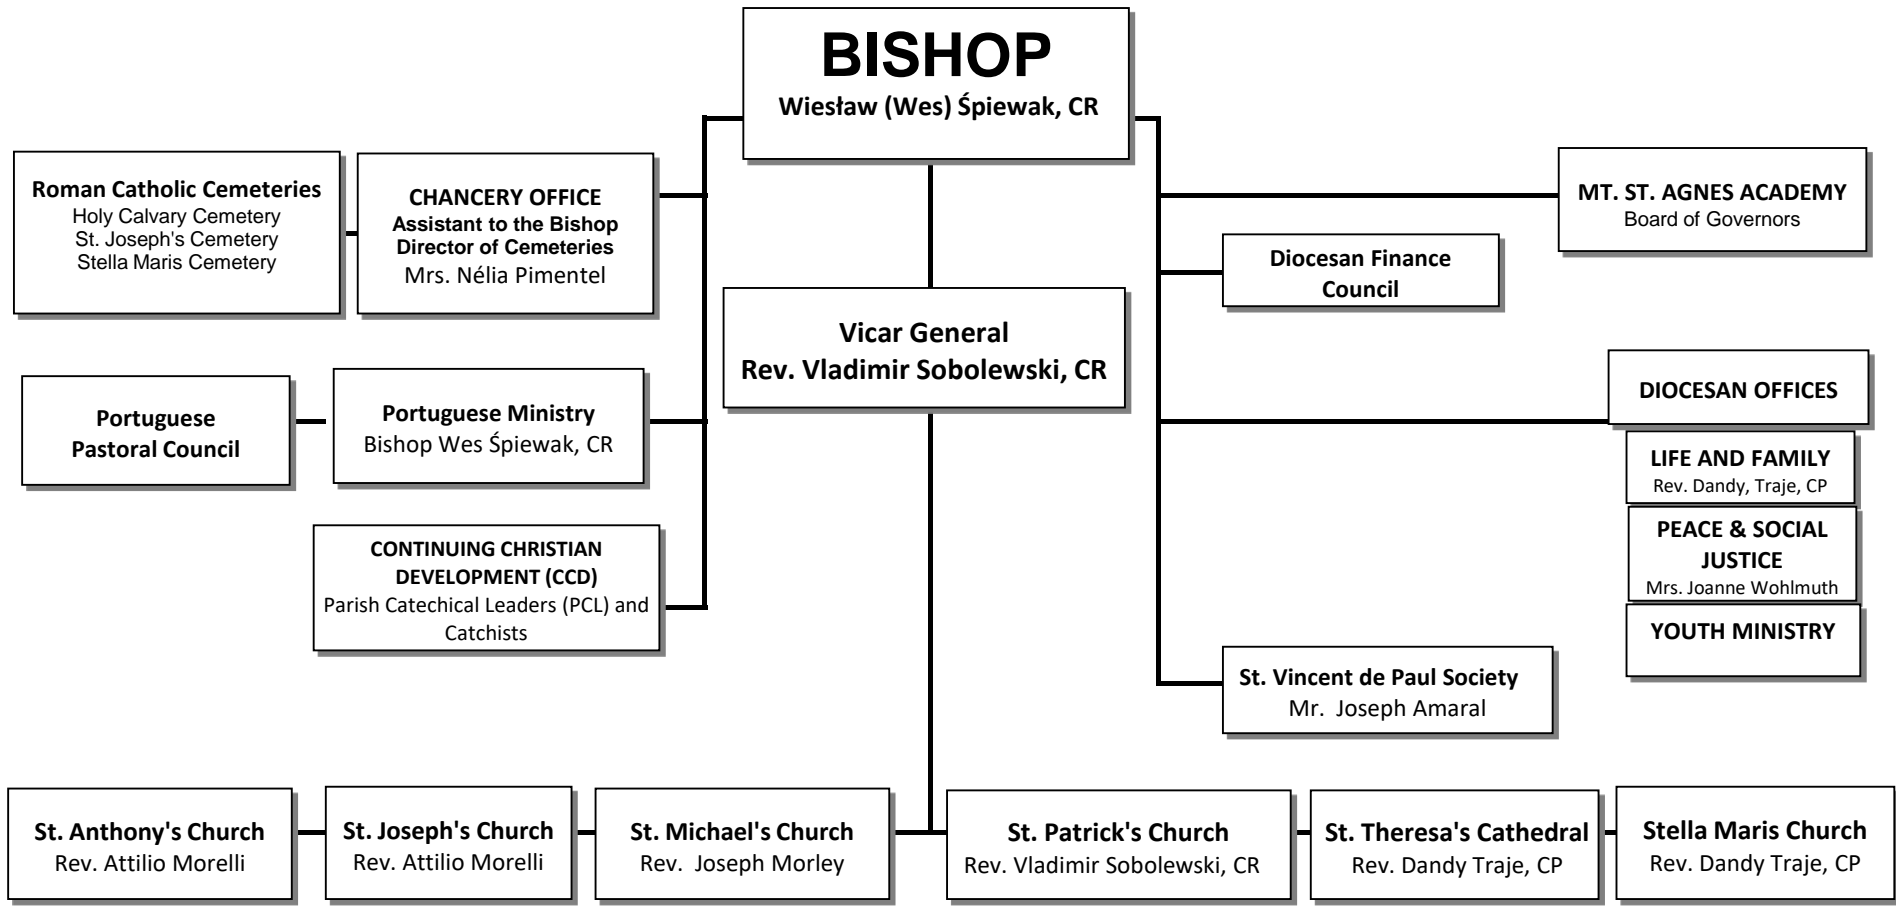 BISHOP
Wiesław (Wes) Śpiewak, CR
Roman Catholic Cemeteries
Holy Calvary Cemetery
St. Joseph's Cemetery
Stella Maris Cemetery
CHANCERY OFFICE
Assistant to the Bishop
Director of Cemeteries
Mrs. Nélia Pimentel
MT. ST. AGNES ACADEMY
Board of Governors
Diocesan Finance
Council
Vicar General
Rev. Vladimir Sobolewski, CR
Portuguese
Pastoral Council
Portuguese Ministry
Bishop Wes Śpiewak, CR
DIOCESAN OFFICES
LIFE AND FAMILY
Rev. Dandy, Traje, CP
PEACE & SOCIAL
JUSTICE
Mrs. Joanne Wohlmuth
YOUTH MINISTRY
CONTINUING CHRISTIAN
DEVELOPMENT (CCD)
Parish Catechical Leaders (PCL) and
Catchists
St. Vincent de Paul Society
Mr. Joseph Amaral
St. Anthony's Church
Rev. Attilio Morelli
St. Joseph's Church
Rev. Attilio Morelli
St. Michael's Church
Rev. Joseph Morley
St. Patrick's Church
Rev. Vladimir Sobolewski, CR
St. Theresa's Cathedral
Rev. Dandy Traje, CP
Stella Maris Church
Rev. Dandy Traje, CP